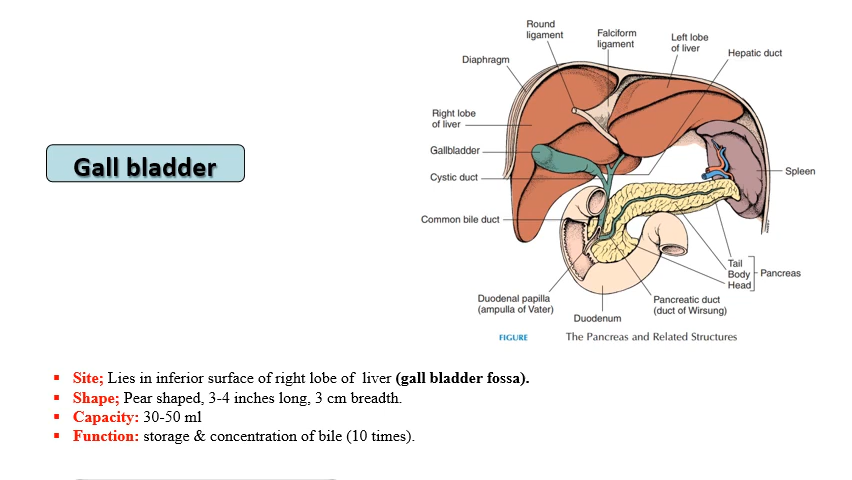 Round
ligament
Falciform
ligament
Left lobe
of liver
Hepatic duct
Diaphragm
Right lobe
of liver
Gallbladder
Gall bladder
Cystic duct
Spleen
Common bile duct
Tail
Body
Head
Pancreas
Duodenal papilla
(ampulla of Vater)
Pancreatic duct
(duct of Wirsung)
Duodenum
FIGURE The Pancreas and Related Structures
▪ Site; Lies in inferior surface of right lobe of liver (gall bladder fossa).
▪ Shape; Pear shaped, 3-4 inches long, 3 cm breadth.
▪ Capacity: 30-50 ml
▪ Function: storage & concentration of bile (10 times).